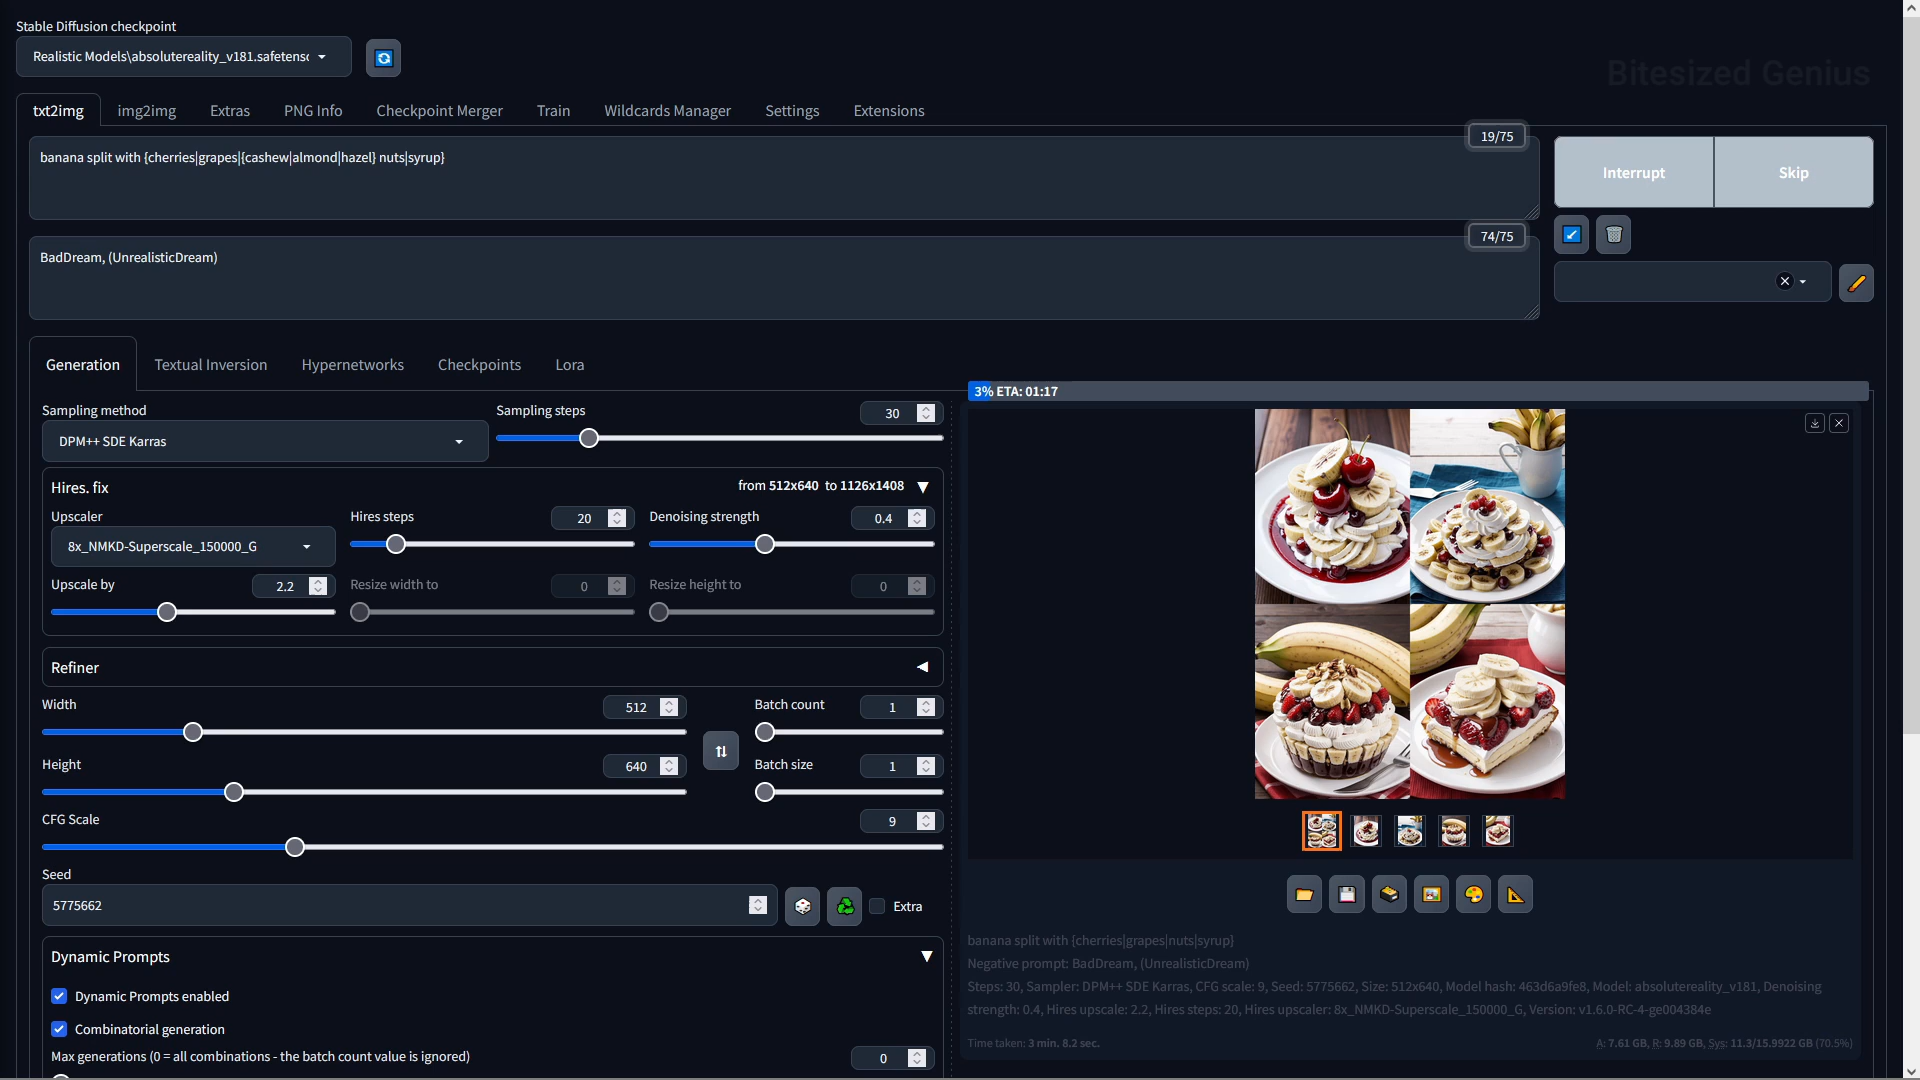 Stable Diffusion checkpoint
Realistic Models\absolutereality_v181.safetens
Bitesized Genius
txt2img img2img Extras PNG Info Checkpoint Merger Train Wildcards Manager Settings Extensions
19/75
banana split with {cherries|grapes|{cashew|almond|hazel} nuts|syrup}
Interrupt Skip
74/75
BadDream, (UnrealisticDream)
Generation Textual Inversion Hypernetworks Checkpoints Lora
3% ETA: 01:17
Sampling method
DPM++ SDE Karras
Sampling steps 30
Hires. fix from 512x640 to 1126x1408
Upscaler
8x_NMKD-Superscale_150000_G
Hires steps 20
Denoising strength 0.4
Upscale by 2.2
Resize width to 0
Resize height to 0
Refiner
Width 512
Batch count 1
Height 640
Batch size 1
CFG Scale 9
Seed
5775662
Extra
Dynamic Prompts
Dynamic Prompts enabled
Combinatorial generation
Max generations (0 = all combinations - the batch count value is ignored) 0
banana split with {cherries|grapes|nuts|syrup}
Negative prompt: BadDream, (UnrealisticDream)
Steps: 30, Sampler: DPM++ SDE Karras, CFG scale: 9, Seed: 5775662, Size: 512x640, Model hash: 463d6a9fe8, Model: absolutereality_v181, Denoising
strength: 0.4, Hires upscale: 2.2, Hires steps: 20, Hires upscaler: 8x_NMKD-Superscale_150000_G, Version: v1.6.0-RC-4-ge004384e
Time taken: 3 min. 8.2 sec.
A: 7.61 GB, R: 9.89 GB, Sys: 11.3/15.9922 GB (70.5%)